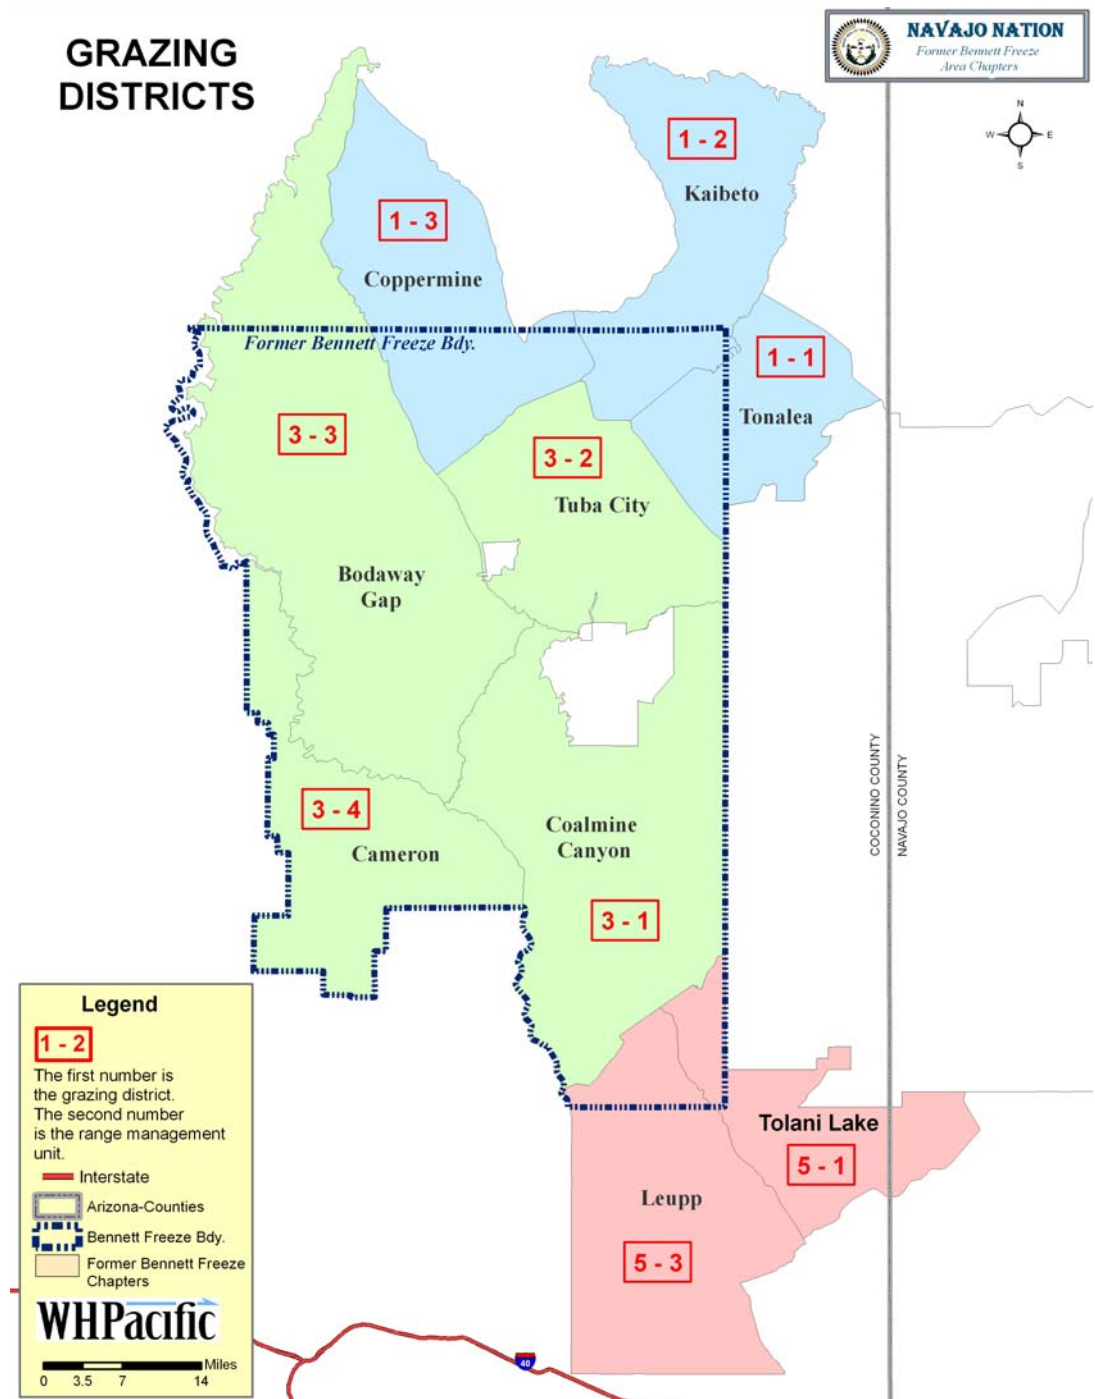 GRAZING
DISTRICTS
NAVAJO NATION
Former Bennett Freeze
Area Chapters
N
W
E
S
1 - 2
Kaibeto
1 - 3
Coppermine
Former Bennett Freeze Bdy.
1 - 1
Tonalea
3 - 3
3 - 2
Tuba City
Bodaway
Gap
COCONINO COUNTY
NAVAJO COUNTY
3 - 4
Cameron
Coalmine
Canyon
3 - 1
Tolani Lake
5 - 1
Leupp
5 - 3
40
Legend
1 - 2
The first number is
the grazing district.
The second number
is the range management
unit.
Interstate
Arizona-Counties
Bennett Freeze Bdy.
Former Bennett Freeze
Chapters
WHPacific
Miles
0 3.5 7 14